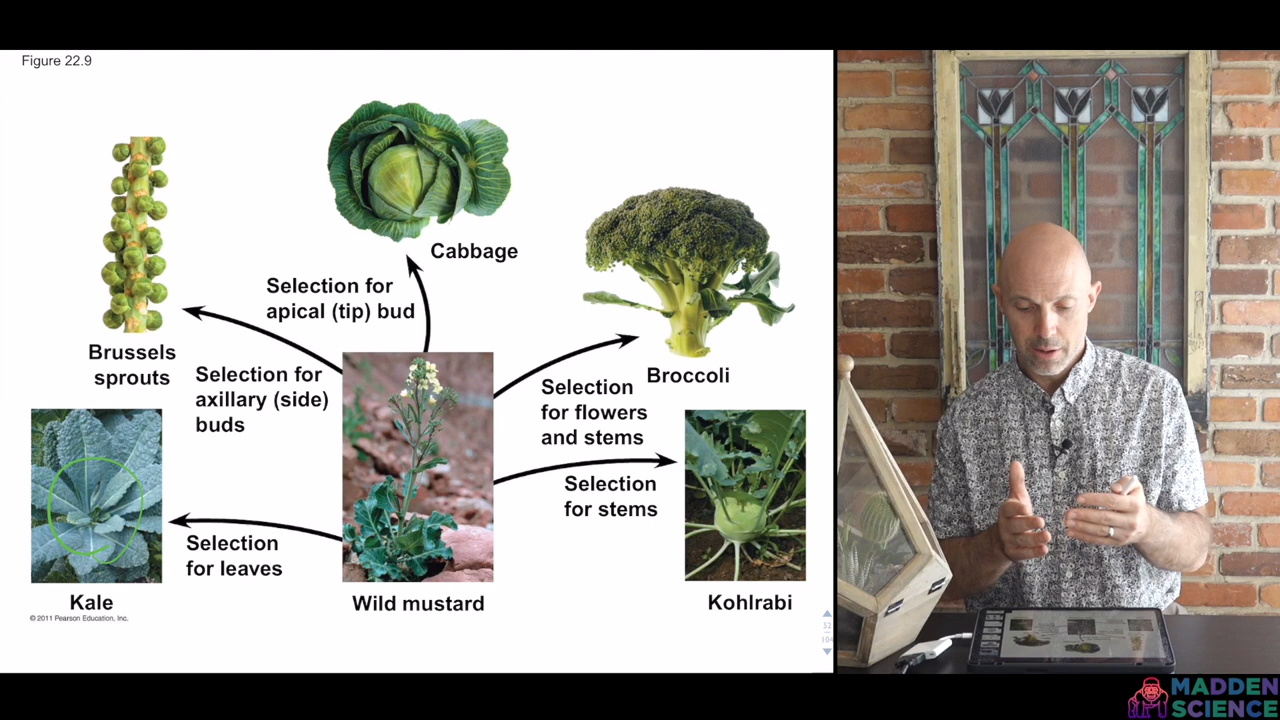 Figure 22.9
Cabbage
Selection for
apical (tip) bud
Brussels
sprouts
Selection for
axillary (side)
buds
Broccoli
Selection
for flowers
and stems
Selection
for stems
Selection
for leaves
Kale
Wild mustard
Kohlrabi
© 2011 Pearson Education, Inc.
52
104
MADDEN
SCIENCE